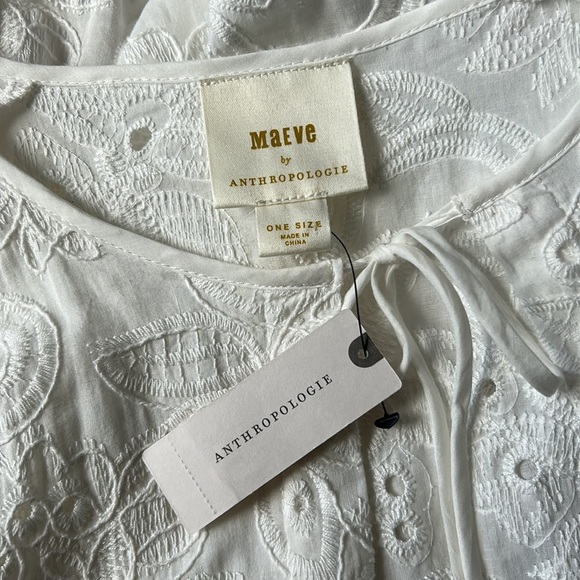 MAEVE
by
ANTHROPOLOGIE
ONE SIZE
MADE IN
CHINA
ANTHROPOLOGIE